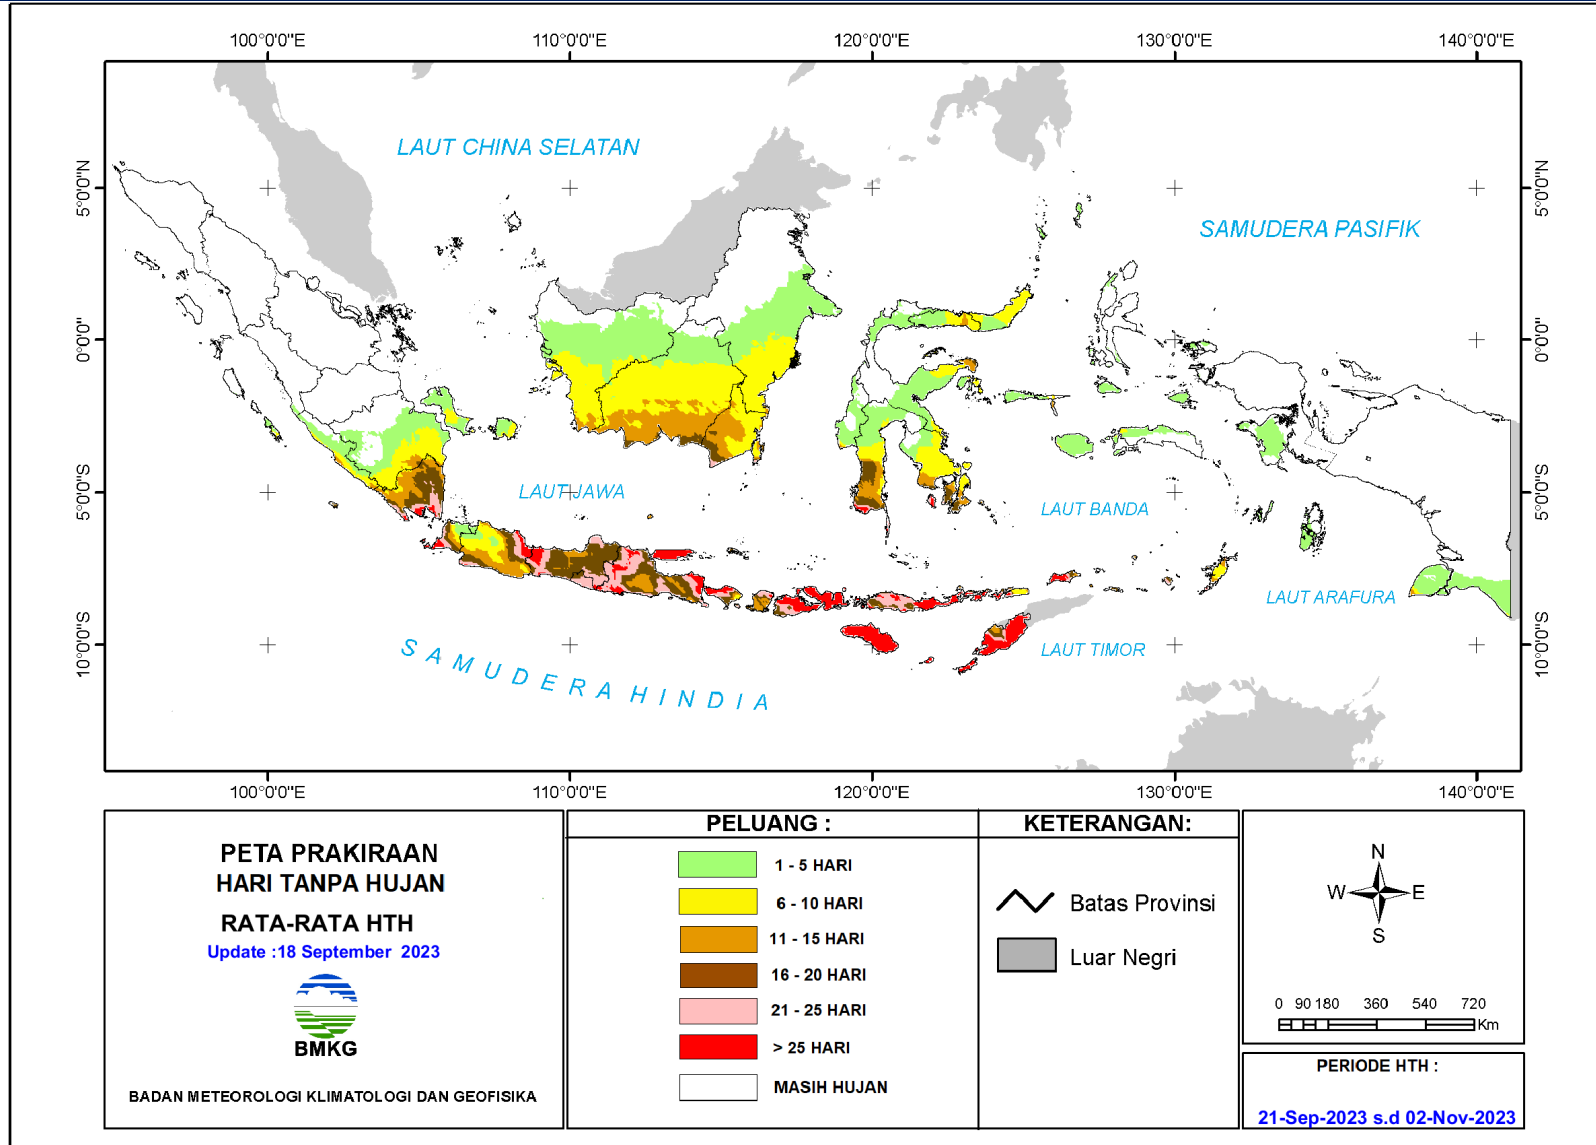 100°0'0"E 110°0'0"E 120°0'0"E 130°0'0"E 140°0'0"E
LAUT CHINA SELATAN
5°0'0"N 5°0'0"N
SAMUDERA PASIFIK
0°0'0" 0°0'0"
5°0'0"S 5°0'0"S
LAUT JAWA
LAUT BANDA
LAUT ARAFURA
10°0'0"S 10°0'0"S
LAUT TIMOR
SAMUDERA HINDIA
100°0'0"E 110°0'0"E 120°0'0"E 130°0'0"E 140°0'0"E
PETA PRAKIRAAN
HARI TANPA HUJAN
RATA-RATA HTH
Update :18 September 2023
BMKG
BADAN METEOROLOGI KLIMATOLOGI DAN GEOFISIKA
PELUANG :
1 - 5 HARI
6 - 10 HARI
11 - 15 HARI
16 - 20 HARI
21 - 25 HARI
> 25 HARI
MASIH HUJAN
KETERANGAN:
Batas Provinsi
Luar Negri
N
W E
S
0 90 180 360 540 720
Km
PERIODE HTH :
21-Sep-2023 s.d 02-Nov-2023